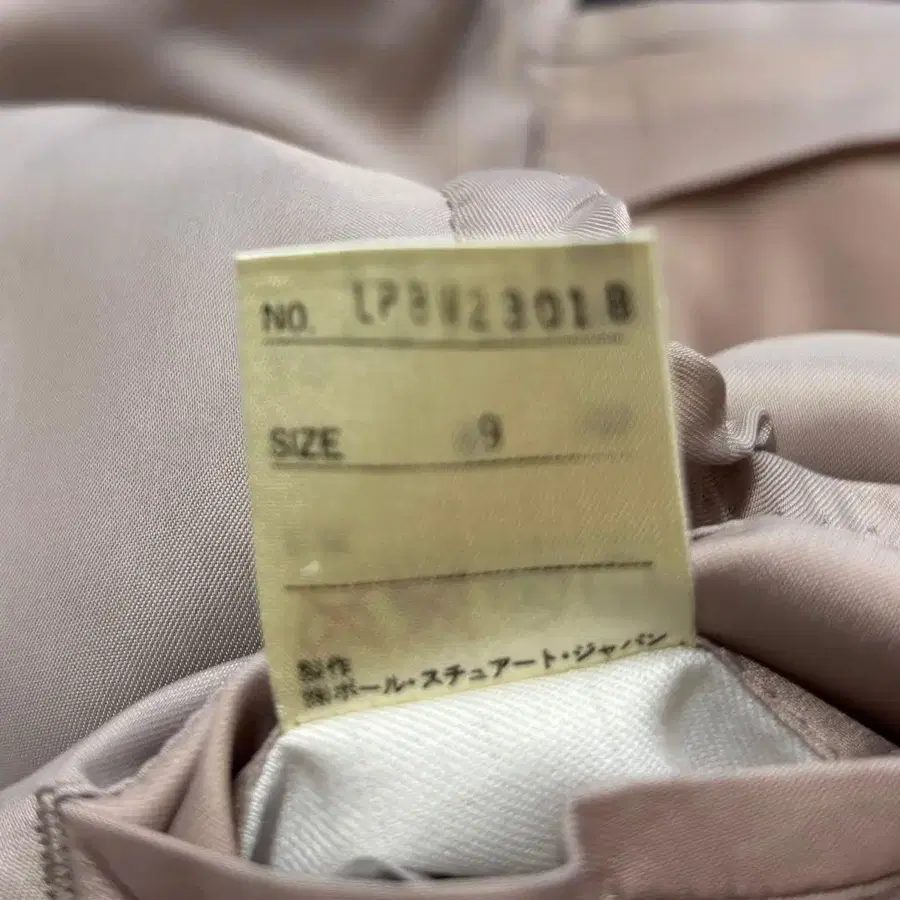 NO. LP8W23018
SIZE 9
製作
㈱ポール・スチュアート・ジャパン